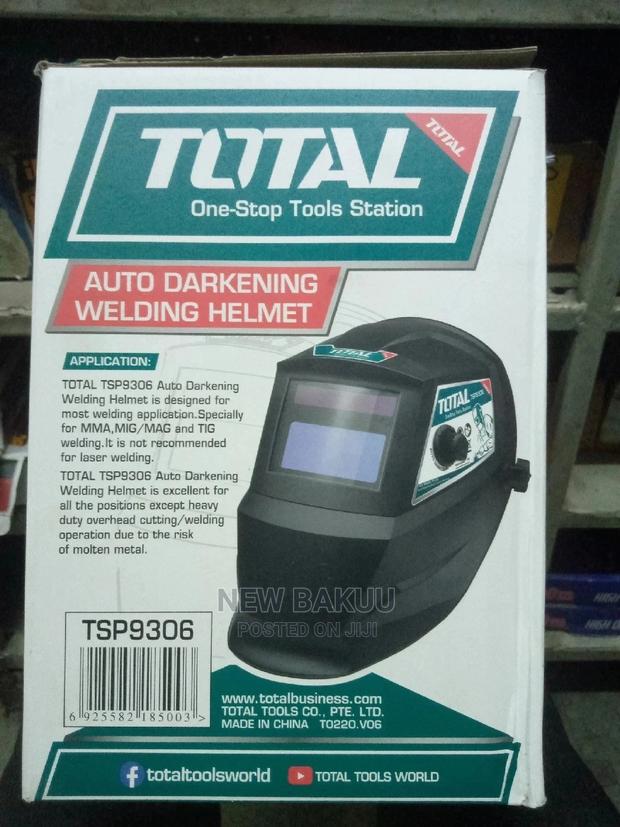 TOTAL
TOTAL
One-Stop Tools Station
AUTO DARKENING
WELDING HELMET
APPLICATION:
TOTAL TSP9306 Auto Darkening
Welding Helmet is designed for
most welding application.Specially
for MMA,MIG/MAG and TIG
welding.It is not recommended
for laser welding.
TOTAL TSP9306 Auto Darkening
Welding Helmet is excellent for
all the positions except heavy
duty overhead cutting/welding
operation due to the risk
of molten metal.
TOTAL
NEW BAKUU
POSTED ON JIJI
TSP9306
6 925582 185003 >
www.totalbusiness.com
TOTAL TOOLS CO., PTE. LTD.
MADE IN CHINA T0220.V06
totaltoolsworld
TOTAL TOOLS WORLD